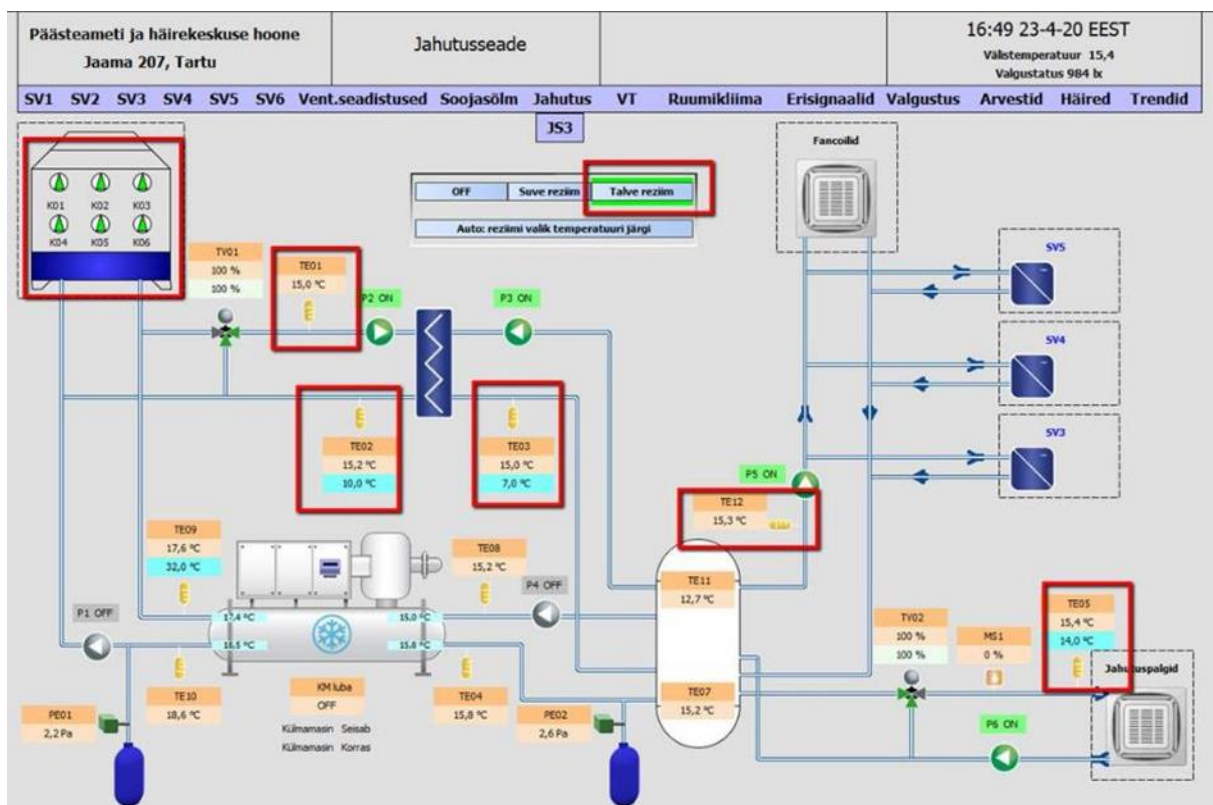 Päästeameti ja häirekeskuse hoone
Jaama 207, Tartu
Jahutusseade
16:49 23-4-20 EEST
Välistemperatuur 15,4
Valgustatus 984 lx
SV1 SV2 SV3 SV4 SV5 SV6 Vent.seadistused Soojasõlm Jahutus VT Ruumikliima Erisignaalid Valgustus Arvestid Häired Trendid
JS3
Fancoilid
OFF Suve reziim Talve reziim
Auto: reziimi valik temperatuuri järgi
K01 K02 K03
K04 K05 K06
TV01
100 %
100 %
TE01
15,0 °C
P2 ON
P3 ON
SV5
SV4
SV3
TE02
15,2 °C
10,0 °C
TE03
15,0 °C
7,0 °C
P5 ON
TE12
15,3 °C
TE09
17,6 °C
32,0 °C
TE08
15,2 °C
P4 OFF
TE11
12,7 °C
P1 OFF
17,4 °C
15,0 °C
16,5 °C
15,8 °C
TV02
100 %
100 %
MS1
0 %
TE05
15,4 °C
14,0 °C
Jahutuspalgid
TE10
18,6 °C
KM luba
OFF
Külmamasin Seisab
Külmamasin Korras
TE04
15,8 °C
TE07
15,2 °C
PE01
2,2 Pa
PE02
2,6 Pa
P6 ON